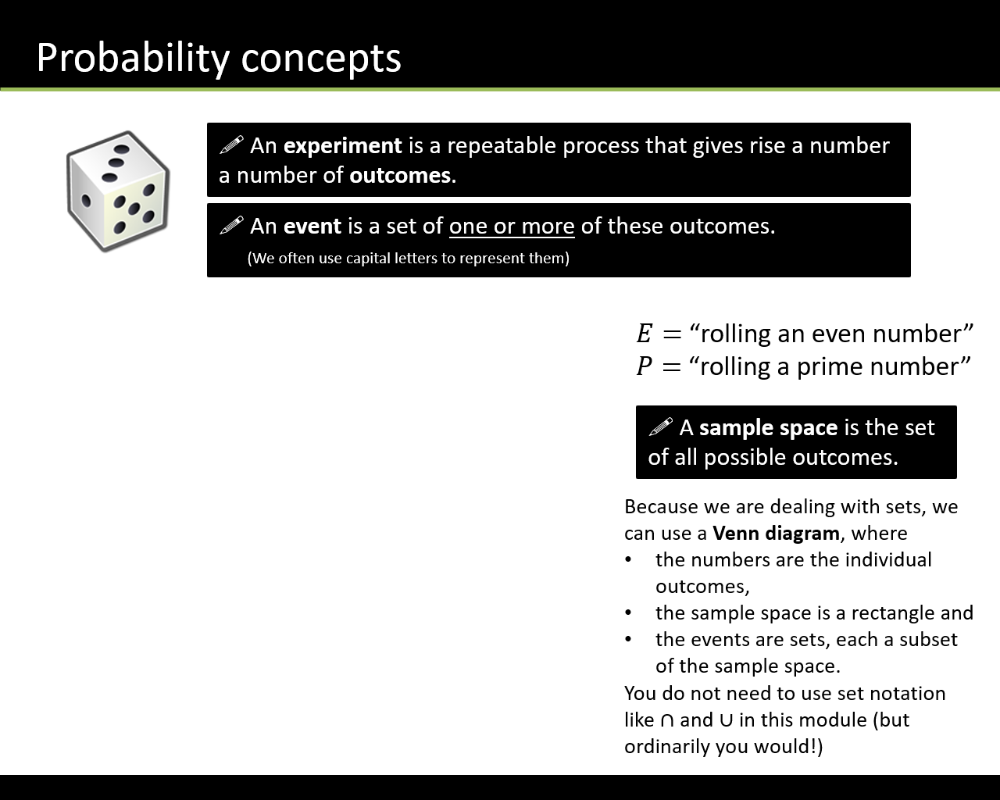 Probability concepts
🖉 An experiment is a repeatable process that gives rise a number
a number of outcomes.
🖉 An event is a set of one or more of these outcomes.
(We often use capital letters to represent them)
E = “rolling an even number”
P = “rolling a prime number”
🖉 A sample space is the set
of all possible outcomes.
Because we are dealing with sets, we
can use a Venn diagram, where
• the numbers are the individual
outcomes,
• the sample space is a rectangle and
• the events are sets, each a subset
of the sample space.
You do not need to use set notation
like ∩ and ∪ in this module (but
ordinarily you would!)